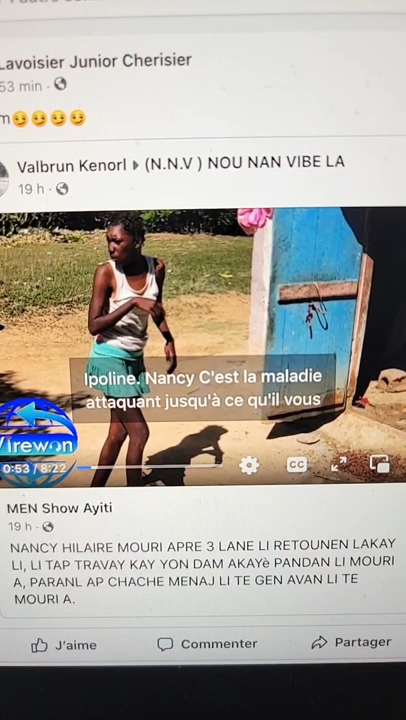 Lavoisier Junior Cherisier
53 min
m😏😏😏😏
Valbrun Kenorl ▸ (N.N.V ) NOU NAN VIBE LA
19 h
Ipoline. Nancy C'est la maladie
attaquant jusqu'à ce qu'il vous
Virewon
0:53 / 8:22
CC
MEN Show Ayiti
19 h
NANCY HILAIRE MOURI APRE 3 LANE LI RETOUNEN LAKAY
LI, LI TAP TRAVAY KAY YON DAM AKAYè PANDAN LI MOURI
A, PARANL AP CHACHE MENAJ LI TE GEN AVAN LI TE
MOURI A.
J'aime
Commenter
Partager